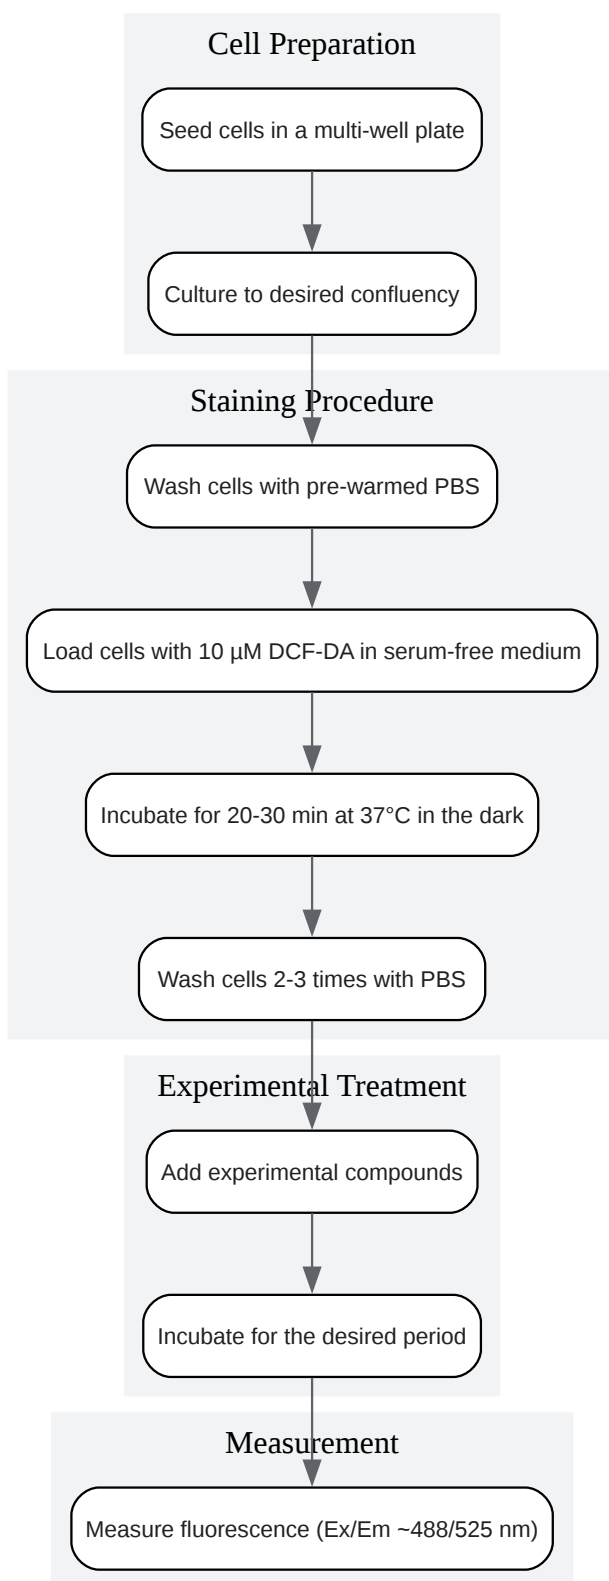 Cell Preparation
Seed cells in a multi-well plate
Culture to desired confluency
Staining Procedure
Wash cells with pre-warmed PBS
Load cells with 10 µM DCF-DA in serum-free medium
Incubate for 20-30 min at 37°C in the dark
Wash cells 2-3 times with PBS
Experimental Treatment
Add experimental compounds
Incubate for the desired period
Measurement
Measure fluorescence (Ex/Em ~488/525 nm)